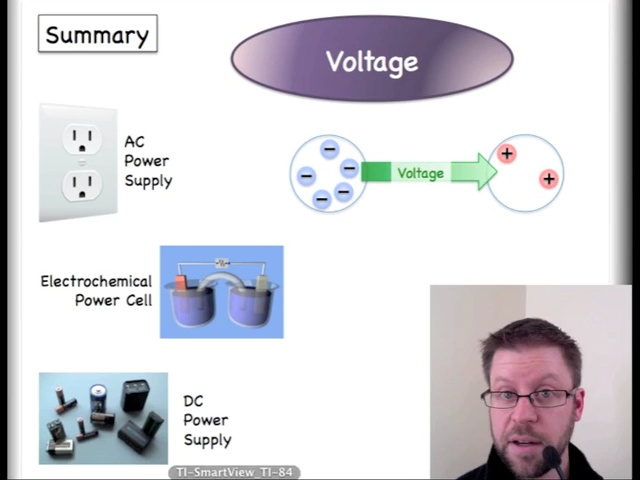 Summary
Voltage
AC
Power
Supply
Voltage
Electrochemical
Power Cell
DC
Power
Supply
TI-SmartView_TI-84